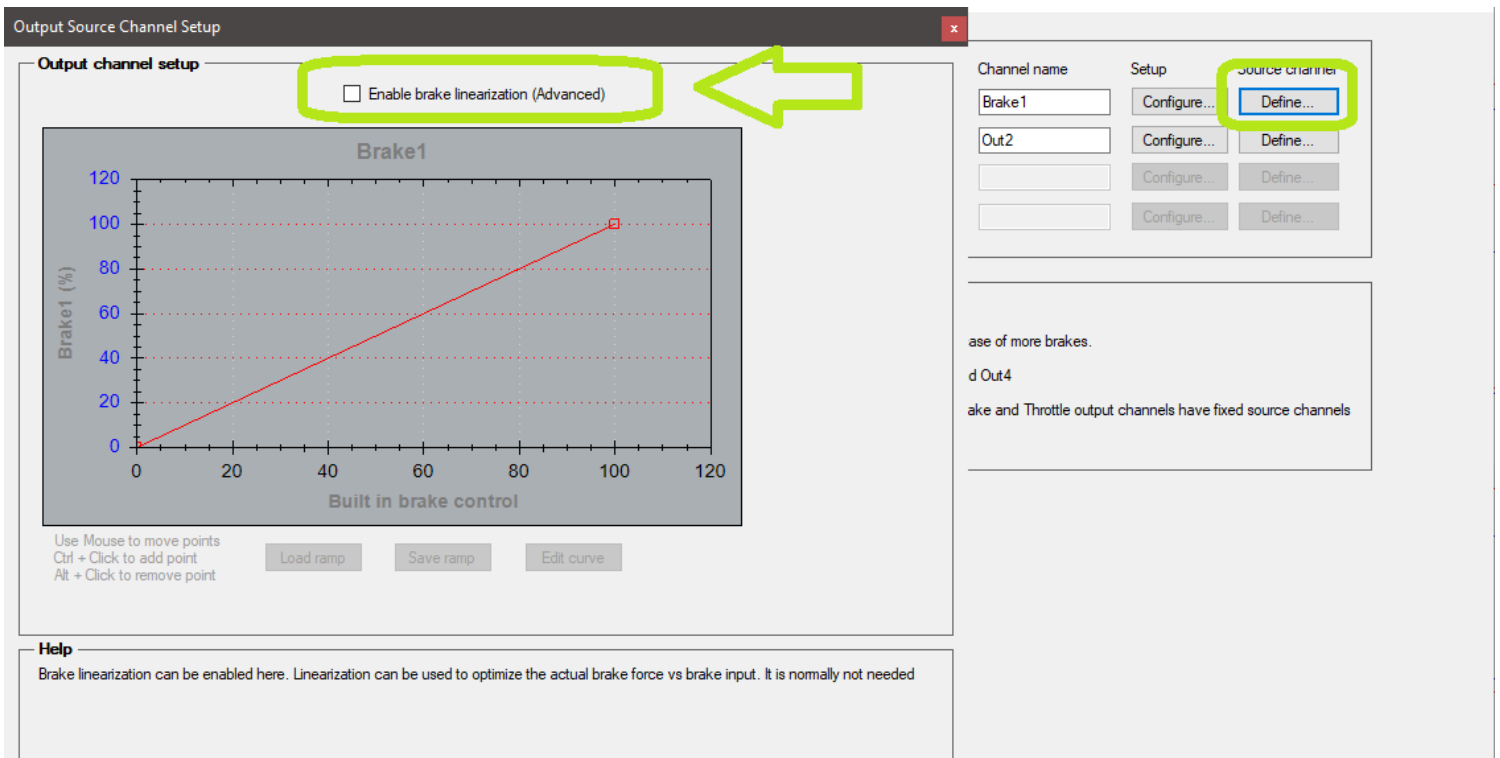 Output Source Channel Setup
x
Output channel setup
Enable brake linearization (Advanced)
Brake1
120
100
80
60
40
20
0
Brake1 (%)
0 20 40 60 80 100 120
Built in brake control
Use Mouse to move points
Ctrl + Click to add point
Alt + Click to remove point
Load ramp Save ramp Edit curve
Help
Brake linearization can be enabled here. Linearization can be used to optimize the actual brake force vs brake input. It is normally not needed
Channel name Setup Source channel
Brake1 Configure... Define...
Out2 Configure... Define...
Configure... Define...
Configure... Define...
ase of more brakes.
d Out4
ake and Throttle output channels have fixed source channels